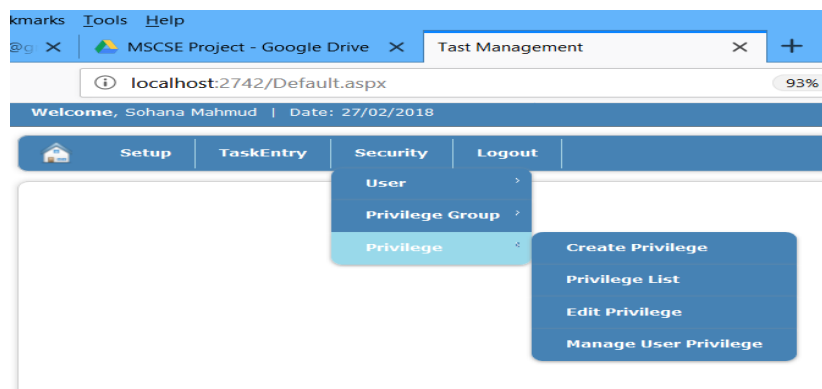 kmarks Tools Help
@g MSCSE Project - Google Drive Tast Management
localhost:2742/Default.aspx 93%
Welcome, Sohana Mahmud | Date: 27/02/2018
Setup TaskEntry Security Logout
User
Privilege Group
Privilege
Create Privilege
Privilege List
Edit Privilege
Manage User Privilege